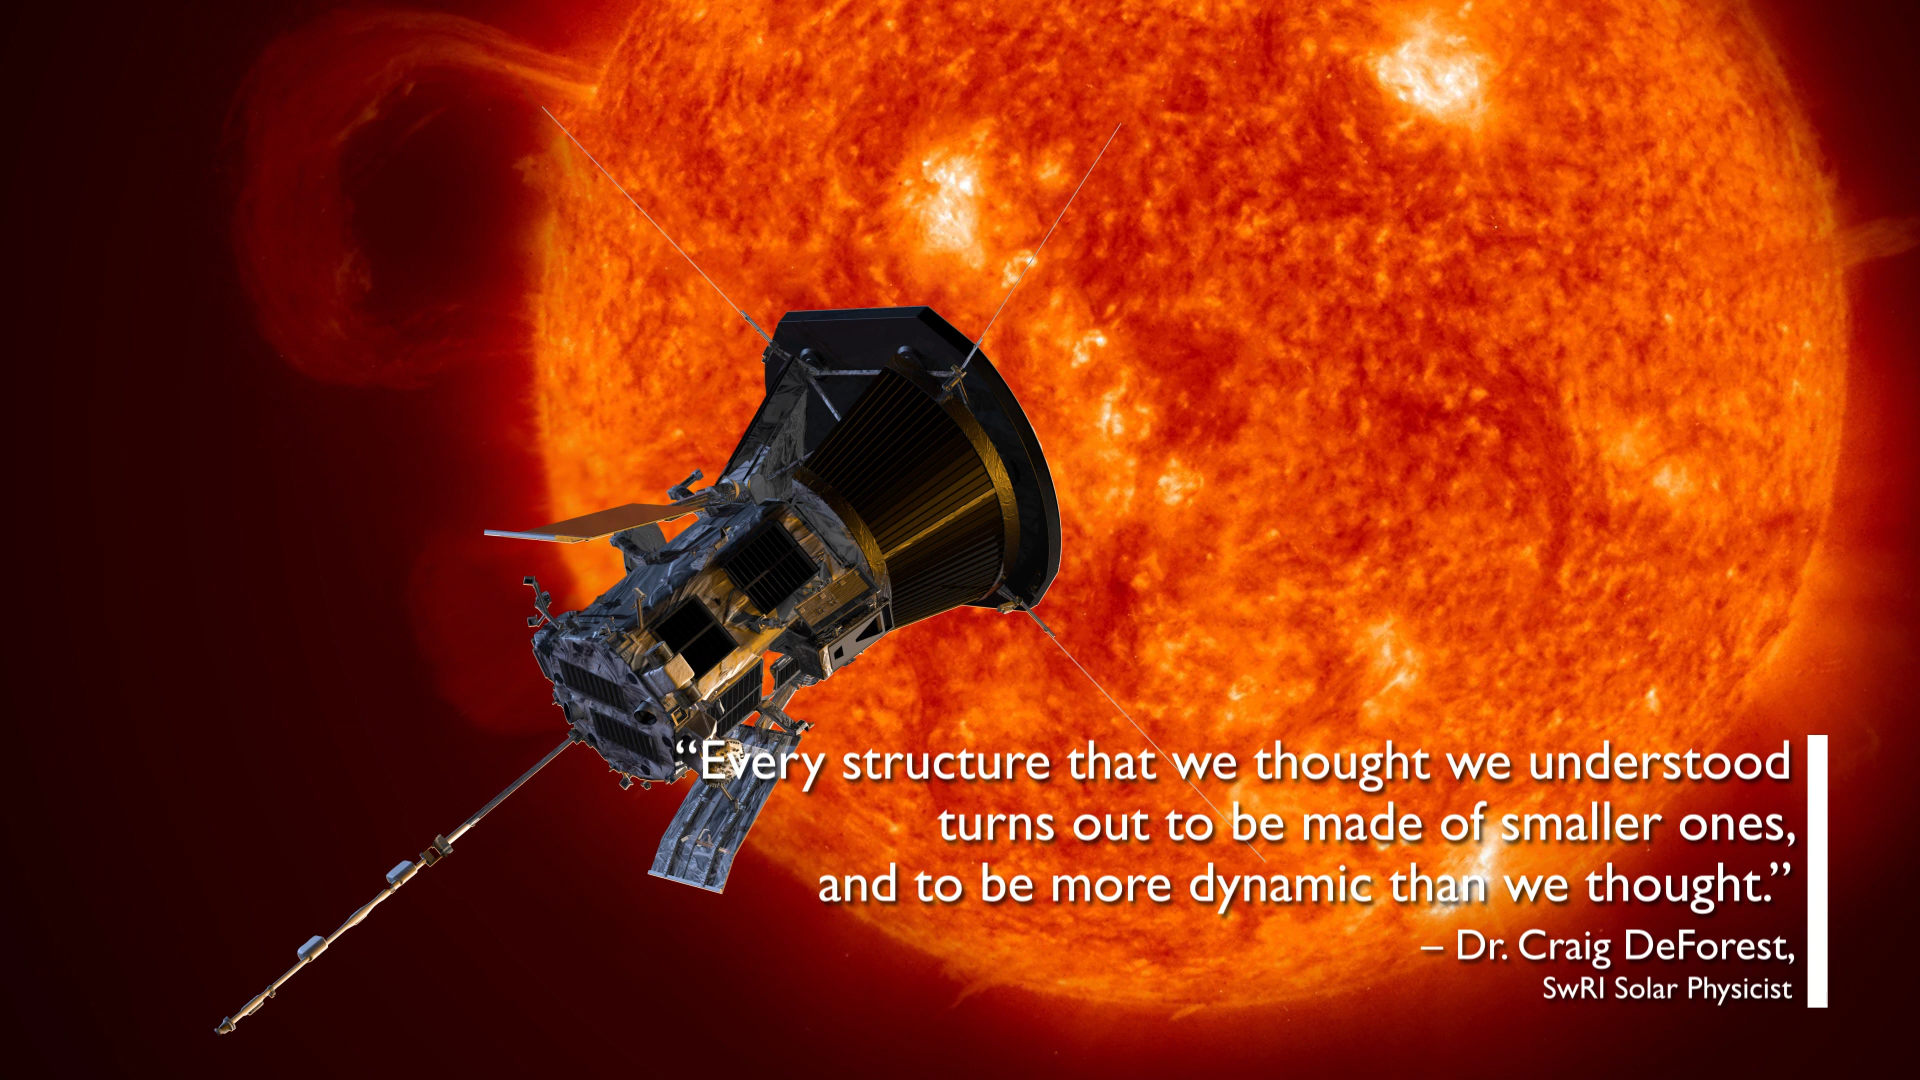 “Every structure that we thought we understood
turns out to be made of smaller ones,
and to be more dynamic than we thought.”
– Dr. Craig DeForest,
SwRI Solar Physicist